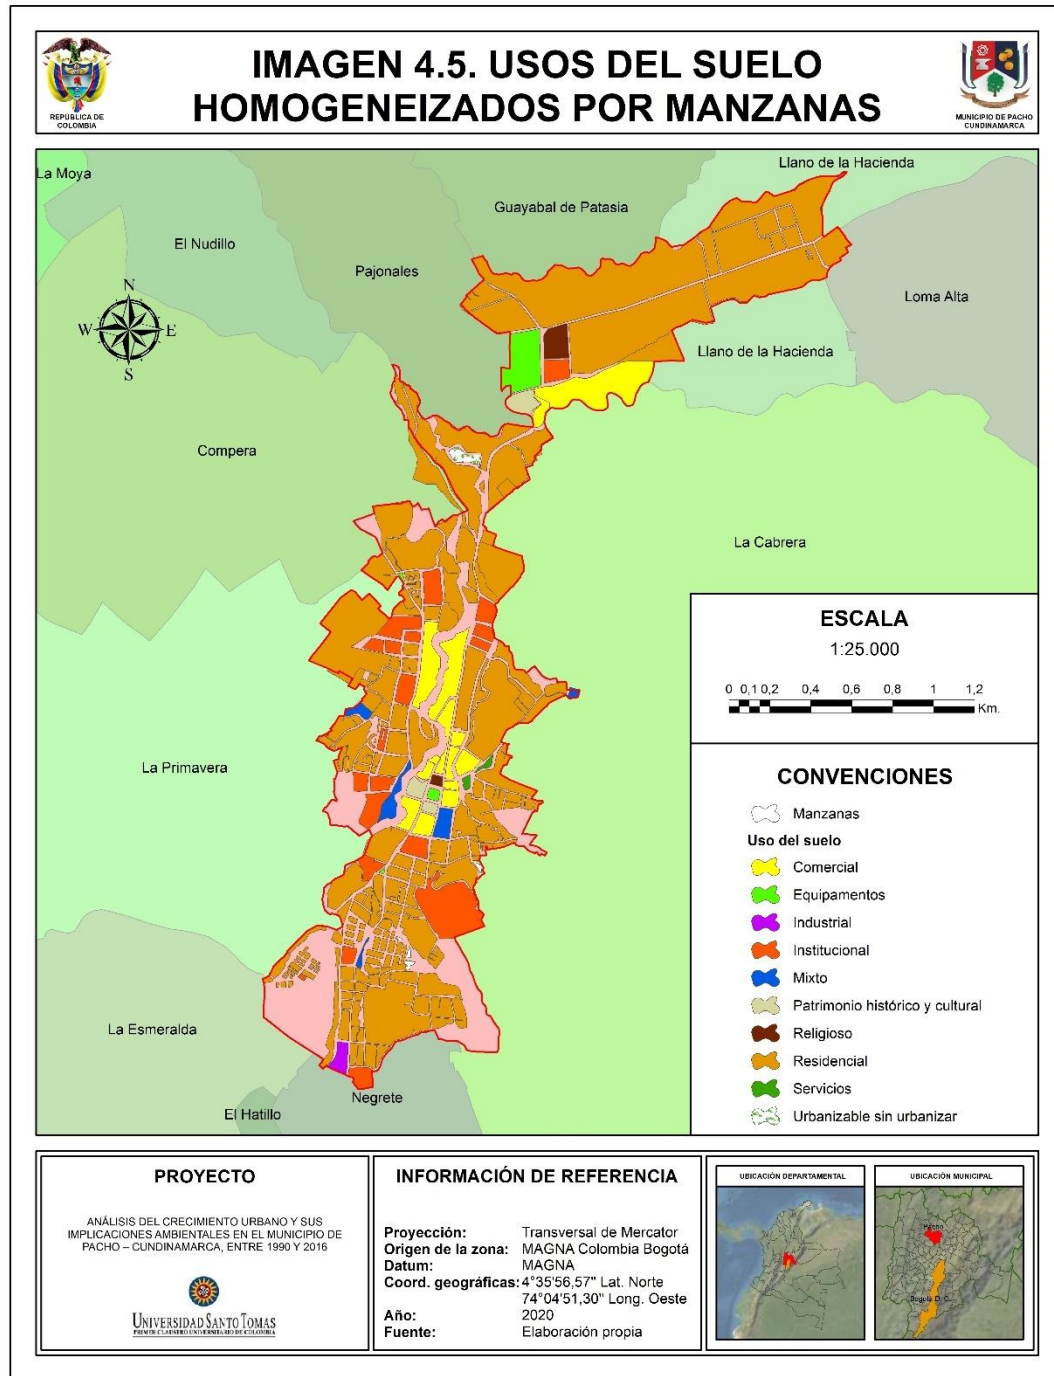 IMAGEN 4.5. USOS DEL SUELO
HOMOGENEIZADOS POR MANZANAS
REPÚBLICA DE
COLOMBIA
MUNICIPIO DE PACHO
CUNDINAMARCA
La Moya
Llano de la Hacienda
Guayabal de Patasia
El Nudillo
Pajonales
Loma Alta
N
W
E
S
Llano de la Hacienda
Compera
La Cabrera
La Primavera
La Esmeralda
Negrete
El Hatillo
ESCALA
1:25.000
0 0,1 0,2 0,4 0,6 0,8 1 1,2
Km.
CONVENCIONES
Manzanas
Uso del suelo
Comercial
Equipamentos
Industrial
Institucional
Mixto
Patrimonio histórico y cultural
Religioso
Residencial
Servicios
Urbanizable sin urbanizar
PROYECTO
ANÁLISIS DEL CRECIMIENTO URBANO Y SUS
IMPLICACIONES AMBIENTALES EN EL MUNICIPIO DE
PACHO – CUNDINAMARCA, ENTRE 1990 Y 2016
UNIVERSIDAD SANTO TOMAS
PRIMER CLAUSTRO UNIVERSITARIO DE COLOMBIA
INFORMACIÓN DE REFERENCIA
Proyección: Transversal de Mercator
Origen de la zona: MAGNA Colombia Bogotá
Datum: MAGNA
Coord. geográficas: 4°35'56,57" Lat. Norte
74°04'51,30" Long. Oeste
Año: 2020
Fuente: Elaboración propia
UBICACIÓN DEPARTAMENTAL
UBICACIÓN MUNICIPAL
Pacho
Bogotá D. C.